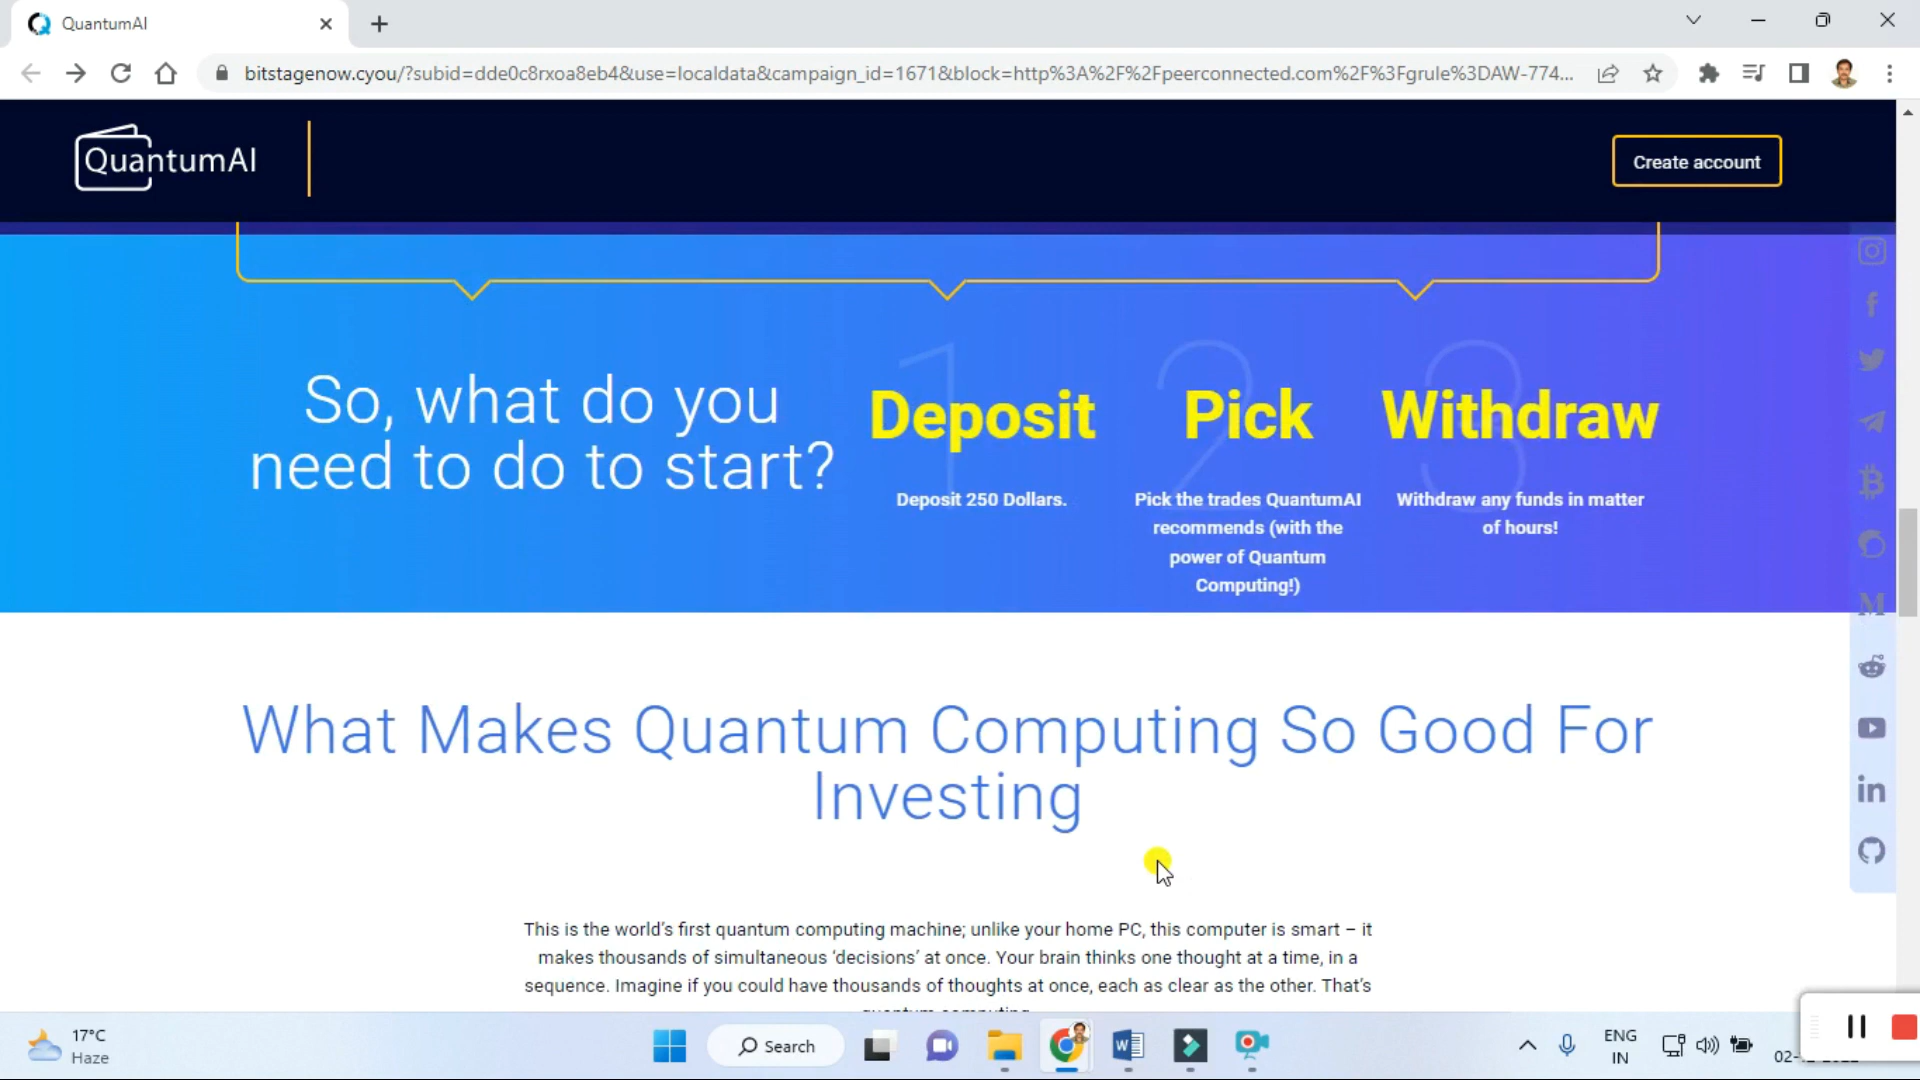 QuantumAI
bitstagenow.cyou/?subid=dde0c8rxoa8eb4&use=localdata&campaign_id=1671&block=http%3A%2F%2Fpeerconnected.com%2F%3Fgrule%3DAW-774...
QuantumAI
Create account
So, what do you
need to do to start?
1
Deposit
Deposit 250 Dollars.
2
Pick
Pick the trades QuantumAI
recommends (with the
power of Quantum
Computing!)
3
Withdraw
Withdraw any funds in matter
of hours!
What Makes Quantum Computing So Good For
Investing
This is the world's first quantum computing machine; unlike your home PC, this computer is smart – it
makes thousands of simultaneous ‘decisions’ at once. Your brain thinks one thought at a time, in a
sequence. Imagine if you could have thousands of thoughts at once, each as clear as the other. That's
quantum computing
17°C
Haze
Search
ENG
IN